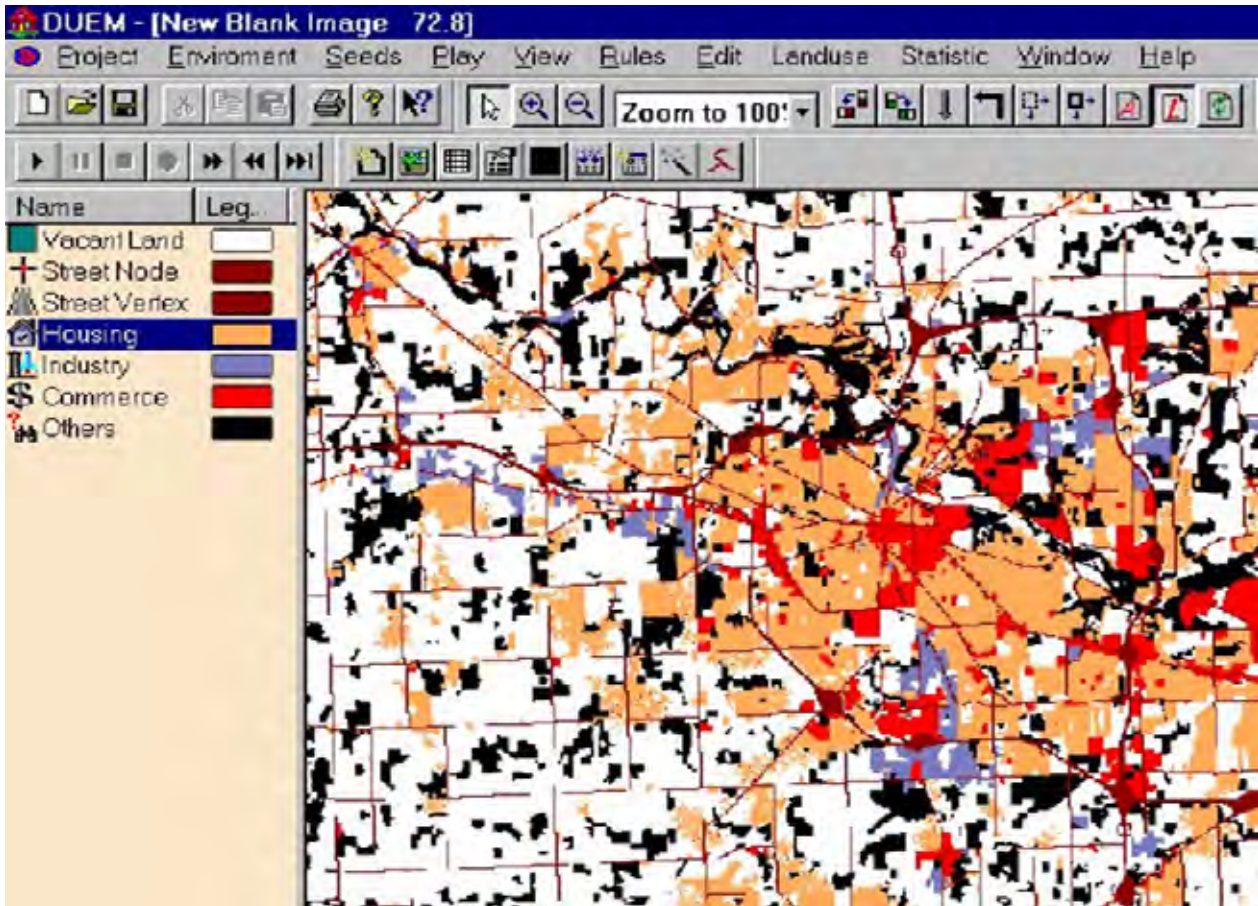 DUEM - [New Blank Image 72.8]
Project Enviroment Seeds Play View Rules Edit Landuse Statistic Window Help
Zoom to 100%
Name Leg...
Vacant Land
Street Node
Street Vertex
Housing
Industry
Commerce
Others